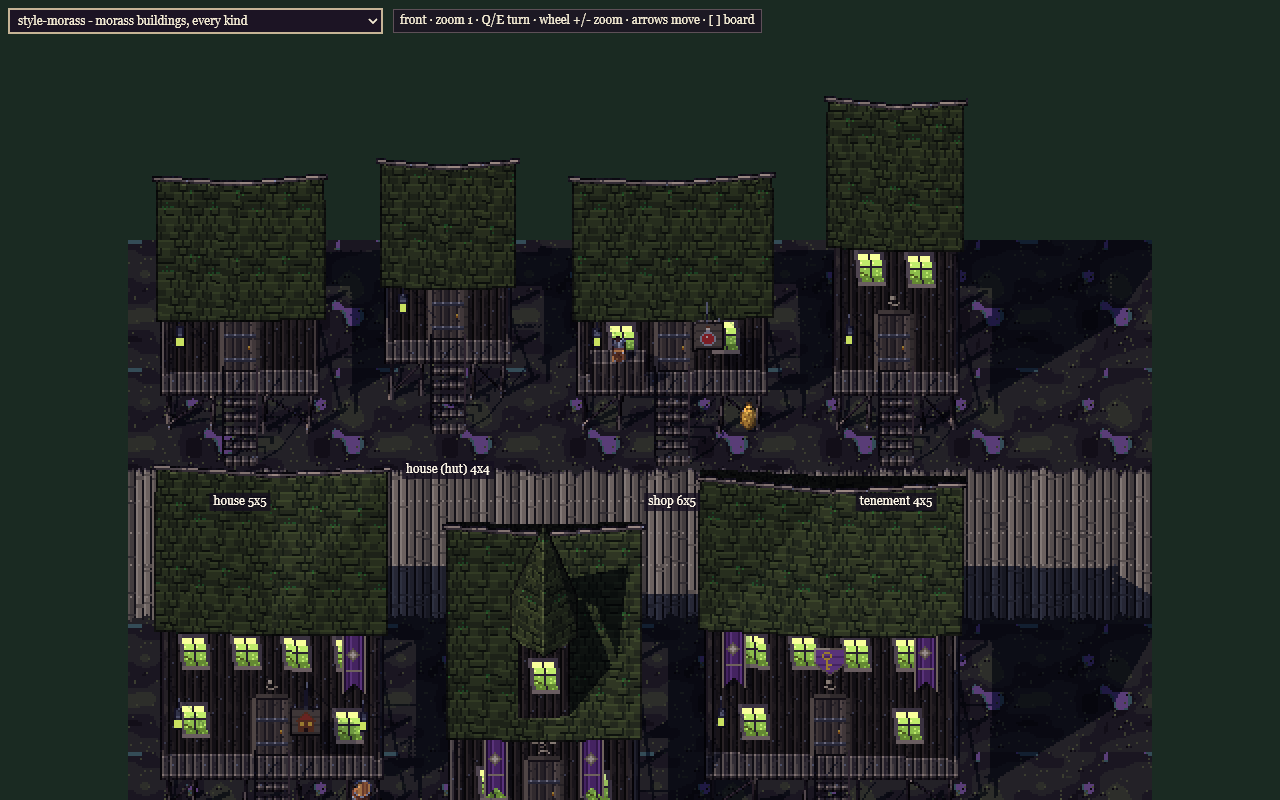 style-morass - morass buildings, every kind
front · zoom 1 · Q/E turn · wheel +/- zoom · arrows move · [ ] board
house (hut) 4x4
house 5x5
shop 6x5
tenement 4x5